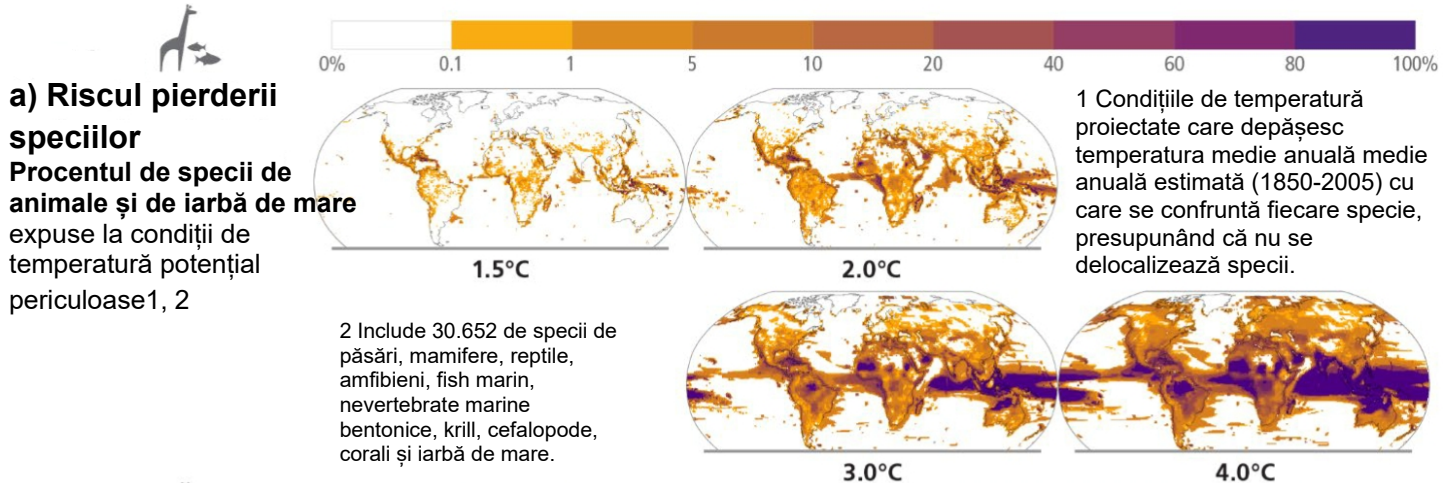 0% 0.1 1 5 10 20 40 60 80 100%
a) Riscul pierderii
speciilor
Procentul de specii de
animale și de iarbă de mare
expuse la condiții de
temperatură potențial
periculoase1, 2
1.5°C
2.0°C
1 Condițiile de temperatură
proiectate care depășesc
temperatura medie anuală medie
anuală estimată (1850-2005) cu
care se confruntă fiecare specie,
presupunând că nu se
delocalizează specii.
2 Include 30.652 de specii de
păsări, mamifere, reptile,
amfibieni, fish marin,
nevertebrate marine
bentonice, krill, cefalopode,
corali și iarbă de mare.
3.0°C
4.0°C